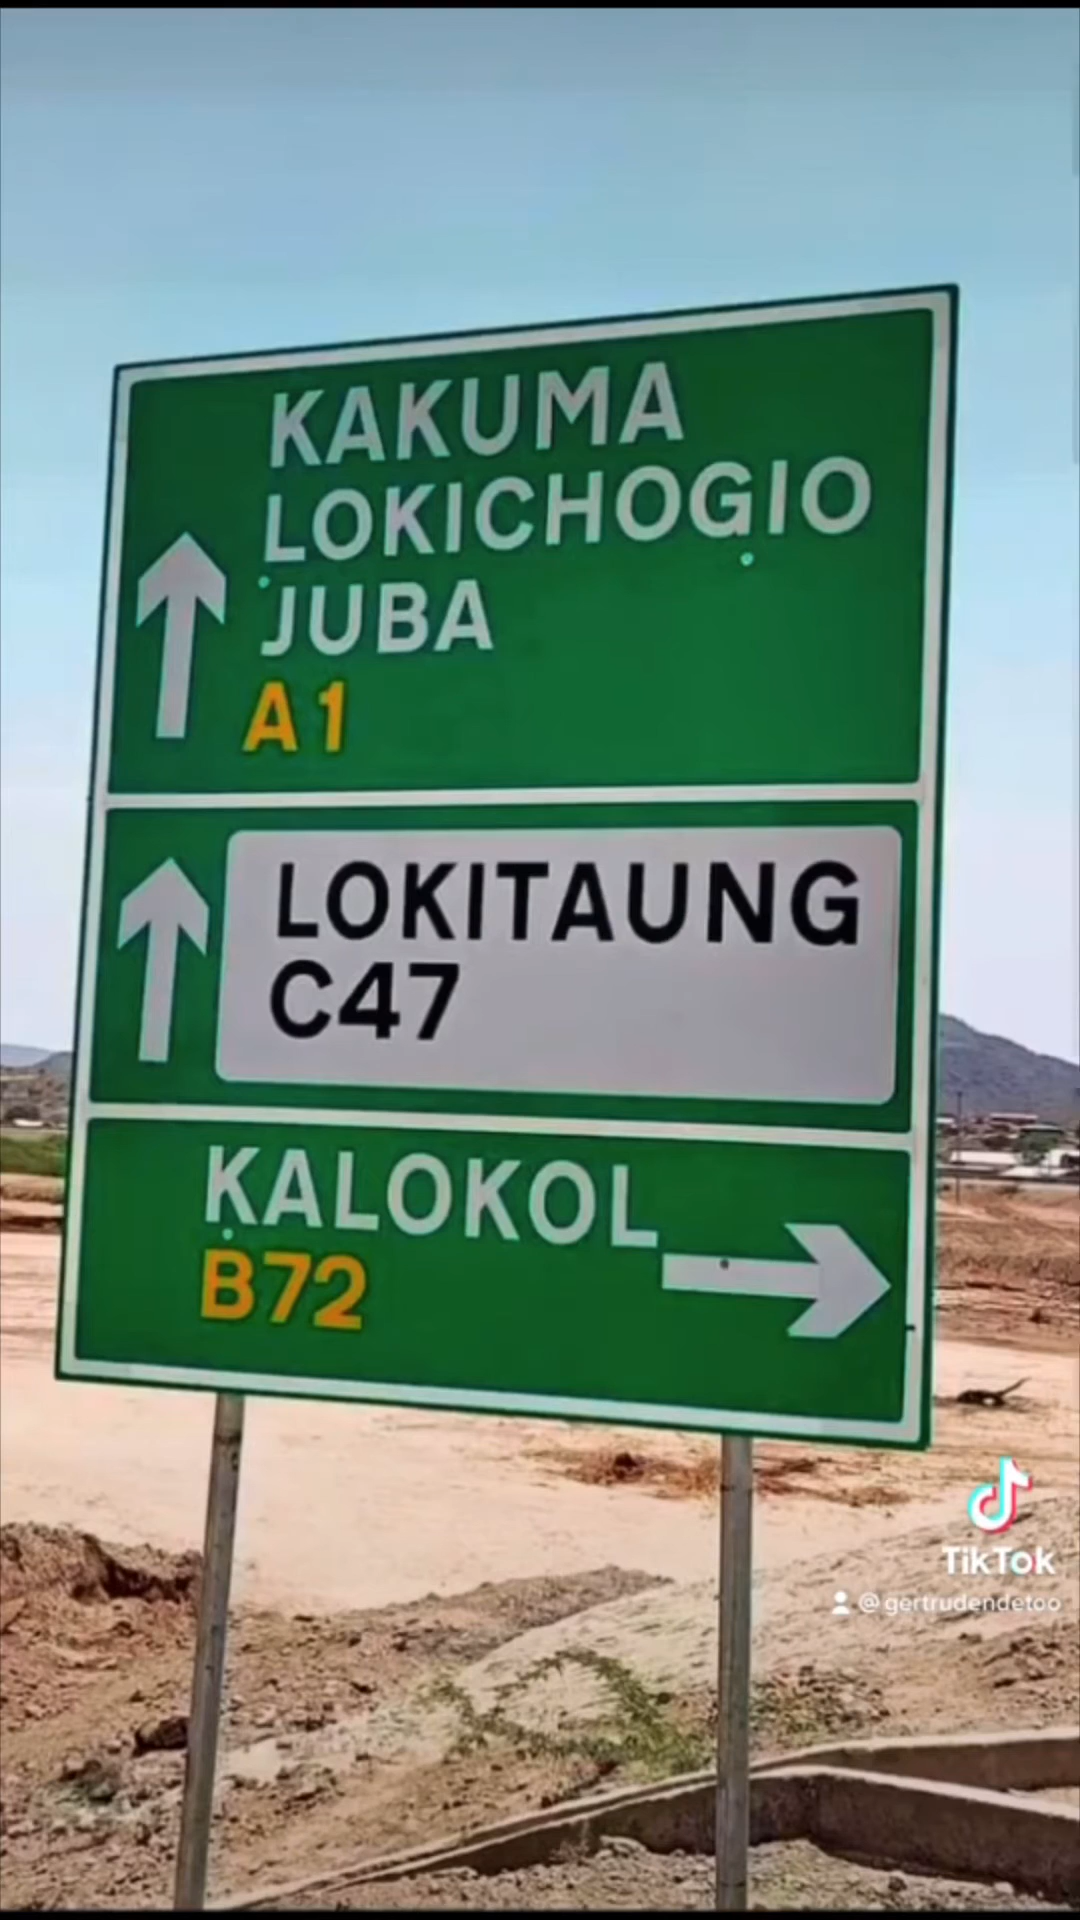 KAKUMA
LOKICHOGIO
JUBA
A1
LOKITAUNG
C47
KALOKOL
B72
TikTok
@gertrudendetoo